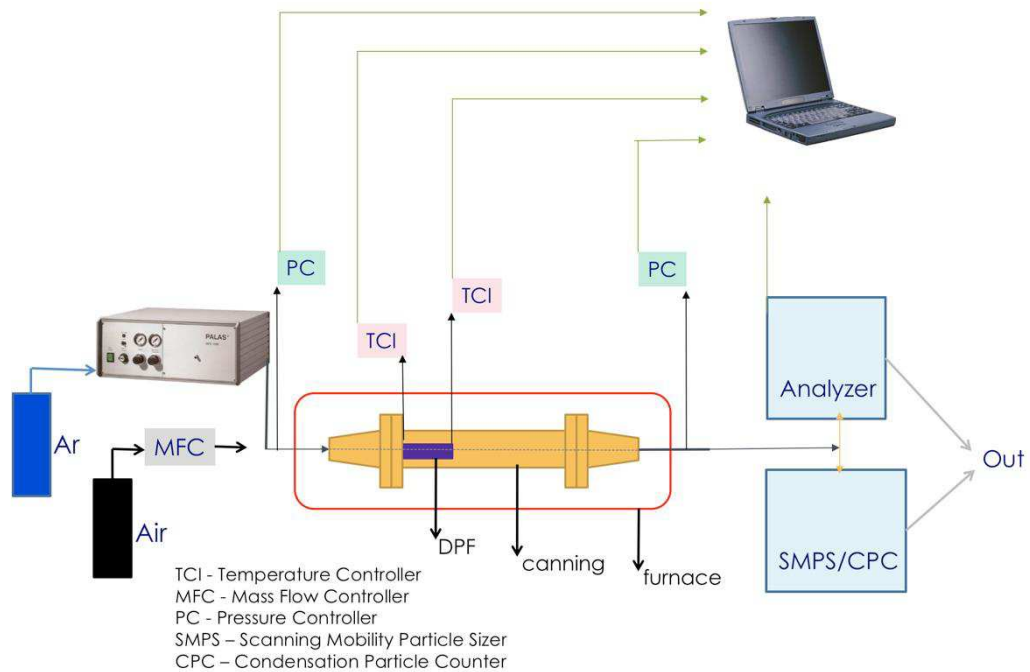 PC
TCI
PC
TCI
PALAS
Analyzer
Ar
MFC
Out
Air
DPF
canning
furnace
SMPS/CPC
TCI - Temperature Controller
MFC - Mass Flow Controller
PC - Pressure Controller
SMPS – Scanning Mobility Particle Sizer
CPC – Condensation Particle Counter